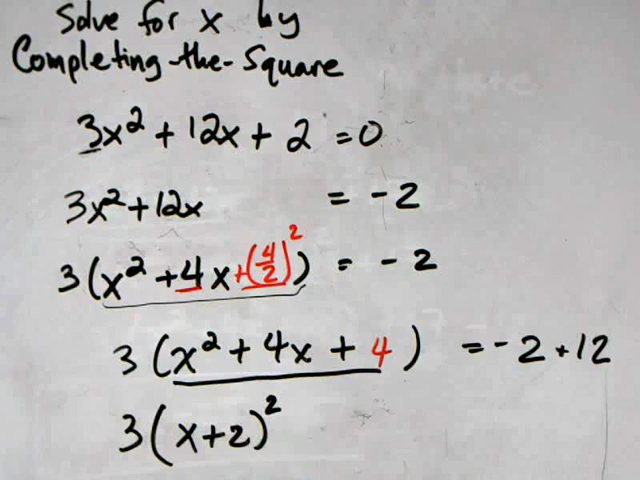 Solve for x by
Completing-the-Square
3x² + 12x + 2 = 0
3x² + 12x = -2
3(x² + 4x + (4/2)²) = -2
3(x² + 4x + 4) = -2 + 12
3(x+2)²